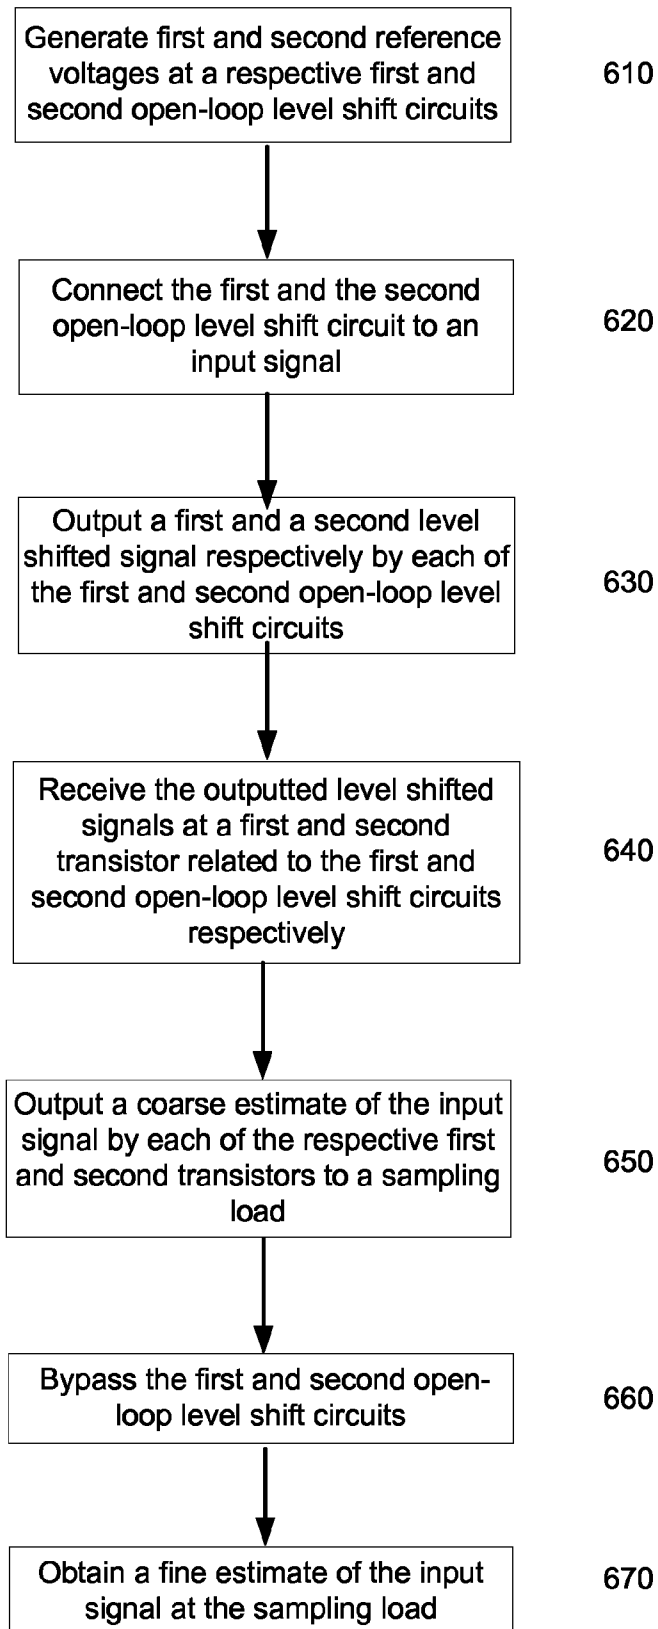 Generate first and second reference
voltages at a respective first and
second open-loop level shift circuits
610
Connect the first and the second
open-loop level shift circuit to an
input signal
620
Output a first and a second level
shifted signal respectively by each of
the first and second open-loop level
shift circuits
630
Receive the outputted level shifted
signals at a first and second
transistor related to the first and
second open-loop level shift circuits
respectively
640
Output a coarse estimate of the input
signal by each of the respective first
and second transistors to a sampling
load
650
Bypass the first and second open-
loop level shift circuits
660
Obtain a fine estimate of the input
signal at the sampling load
670